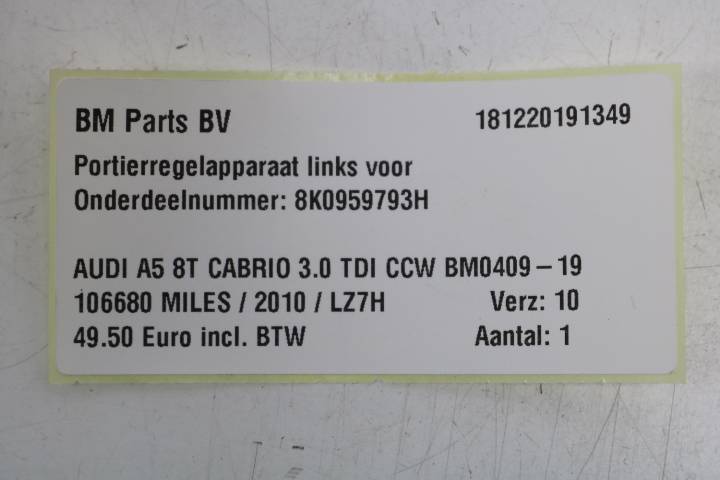 BM Parts BV 181220191349
Portierregelapparaat links voor
Onderdeelnummer: 8K0959793H
AUDI A5 8T CABRIO 3.0 TDI CCW BM0409 – 19
106680 MILES / 2010 / LZ7H Verz: 10
49.50 Euro incl. BTW Aantal: 1